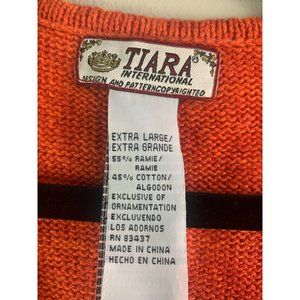 TIARA
INTERNATIONAL
DESIGN AND PATTERN COPYRIGHTED
EXTRA LARGE/
EXTRA GRANDE
55% RAMIE/
RAMIE
45% COTTON/
ALGODON
EXCLUSIVE OF
ORNAMENTATION
EXCLUVENDO
LOS ADORNOS
RN 83437
MADE IN CHINA
HECHO EN CHINA